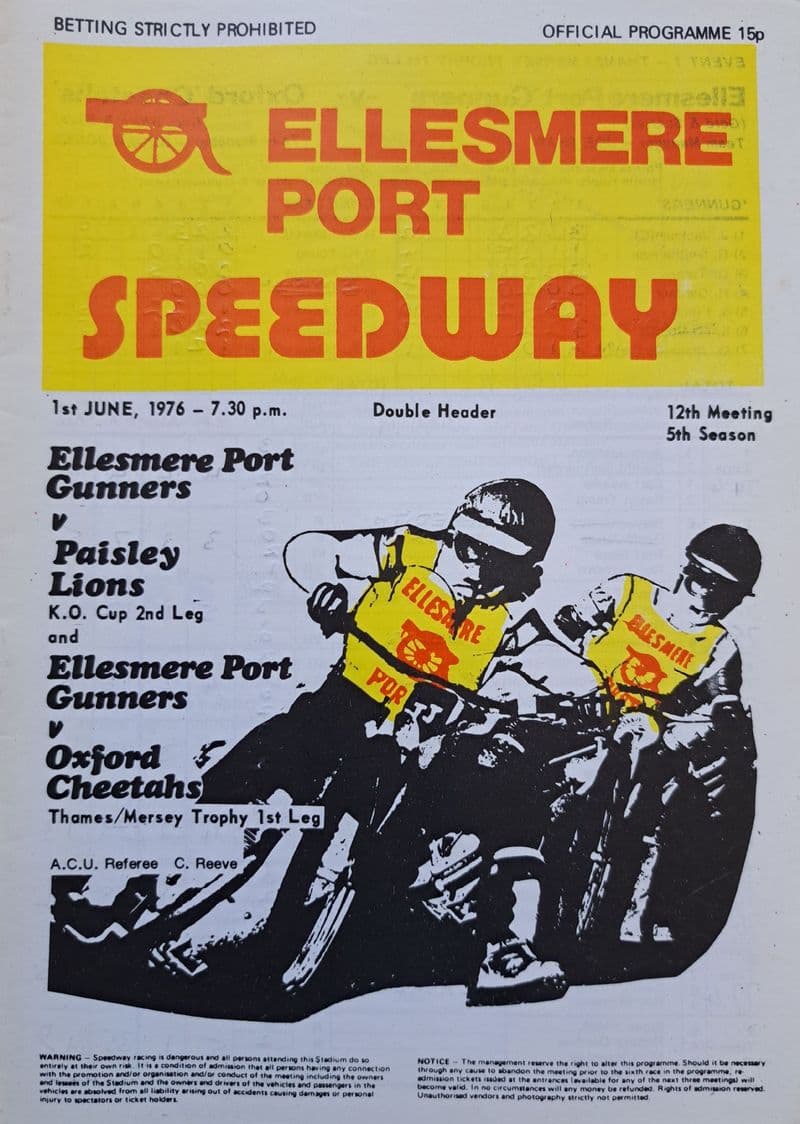 BETTING STRICTLY PROHIBITED
OFFICIAL PROGRAMME 15p
ELLESMERE
PORT
SPEEDWAY
1st JUNE, 1976 – 7.30 p.m.
Double Header
12th Meeting
5th Season
Ellesmere Port
Gunners
v
Paisley
Lions
K.O. Cup 2nd Leg
and
Ellesmere Port
Gunners
v
Oxford
Cheetahs
Thames/Mersey Trophy 1st Leg
A.C.U. Referee C. Reeve
ELLESMERE
POR
ELLESMERE
WARNING – Speedway racing is dangerous and all persons attending this Stadium do so
entirely at their own risk. It is a condition of admission that all persons having any connection
with the promotion and/or organisation and/or conduct of the meeting including the owners
and lessees of the Stadium and the owners and drivers of the vehicles and passengers in the
vehicles are absolved from all liability arising out of accidents causing damages or personal
injury to spectators or ticket holders.
NOTICE – The management reserve the right to alter this programme. Should it be necessary
through any cause to abandon the meeting prior to the sixth race in the programme, re-
admission tickets issued at the entrances (available for any of the next three meetings) will
become valid. In no circumstances will any money be refunded. Rights of admission reserved.
Unauthorised vendors and photography strictly not permitted.